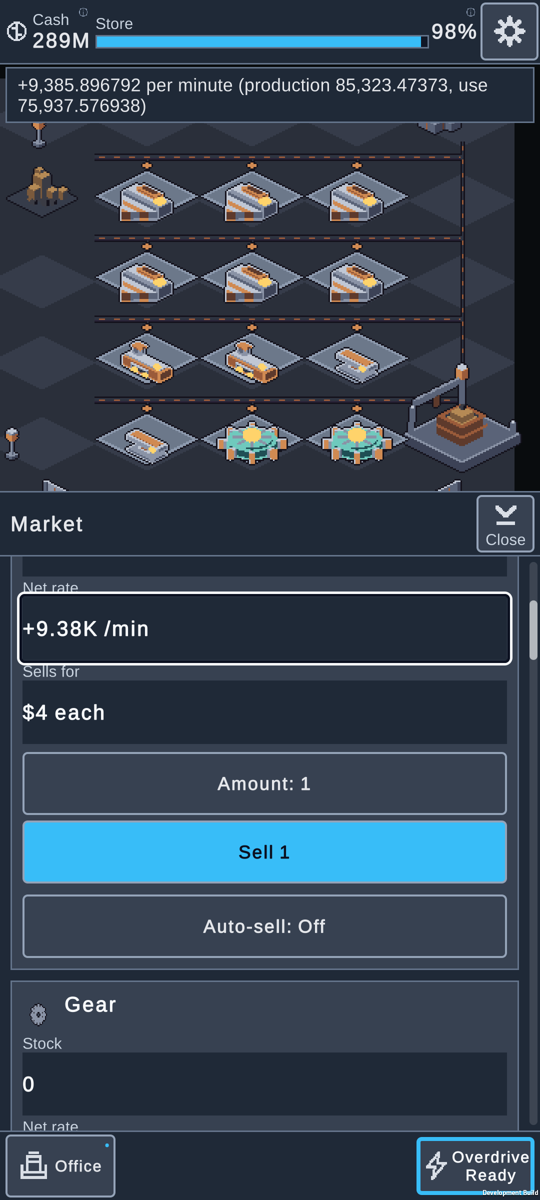 Cash
Store
289M
98%
+9,385.896792 per minute (production 85,323.47373, use
75,937.576938)
Market
Close
Net rate
+9.38K /min
Sells for
$4 each
Amount: 1
Sell 1
Auto-sell: Off
Gear
Stock
0
Net rate
Office
Overdrive
Ready
Development Build